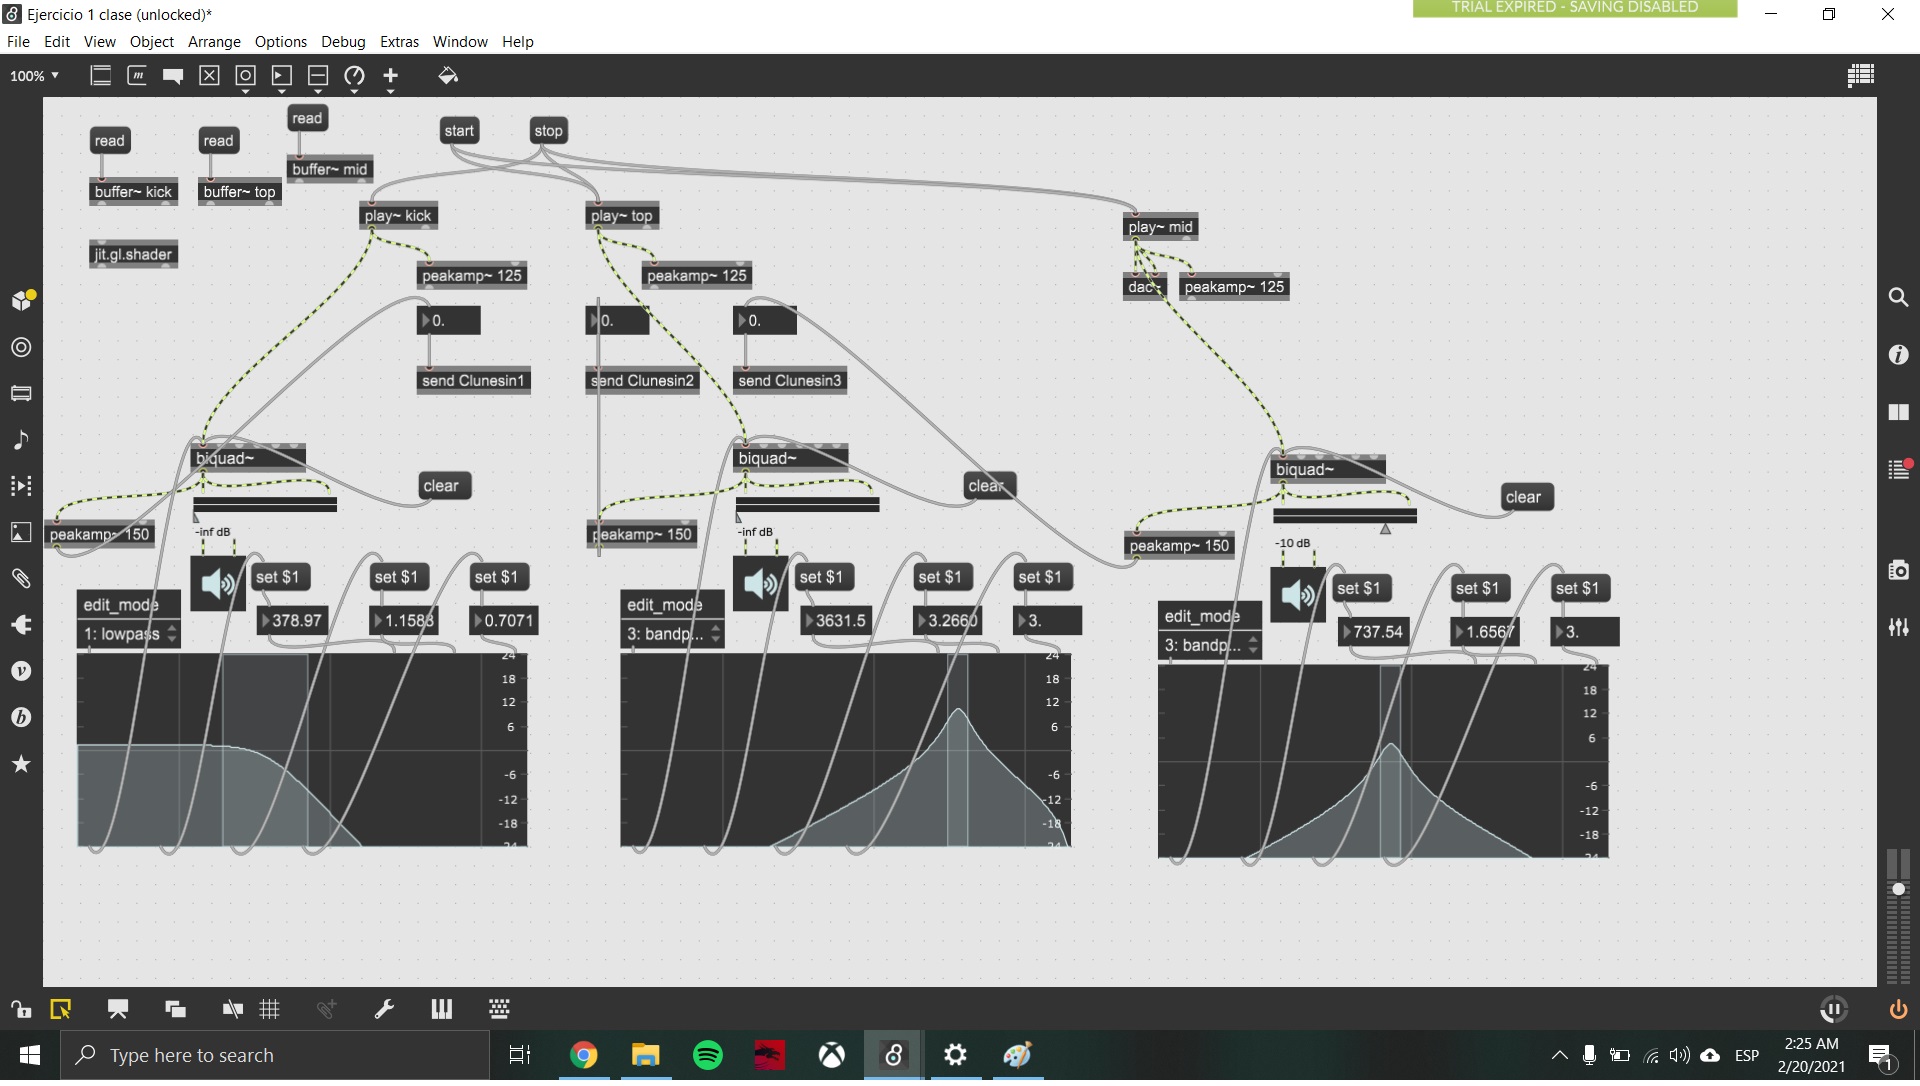 Ejercicio 1 clase (unlocked)*
TRIAL EXPIRED - SAVING DISABLED
File Edit View Object Arrange Options Debug Extras Window Help
100%
read
read
read
start
stop
buffer~ kick
buffer~ top
buffer~ mid
play~ kick
play~ top
play~ mid
jit.gl.shader
peakamp~ 125
peakamp~ 125
dac~
peakamp~ 125
0.
0.
0.
send Clunesin1
send Clunesin2
send Clunesin3
biquad~
biquad~
biquad~
clear
clear
clear
peakamp~ 150
-inf dB
peakamp~ 150
-inf dB
peakamp~ 150
-10 dB
set $1
set $1
set $1
set $1
set $1
set $1
set $1
set $1
set $1
edit_mode
1: lowpass
378.97
1.1588
0.7071
edit_mode
3: bandp...
3631.5
3.2660
3.
edit_mode
3: bandp...
737.54
1.6567
3.
24
18
12
6
-6
-12
-18
24
18
12
6
-6
-12
-18
24
18
12
6
-6
-12
-18
Type here to search
ESP
2:25 AM
2/20/2021
1